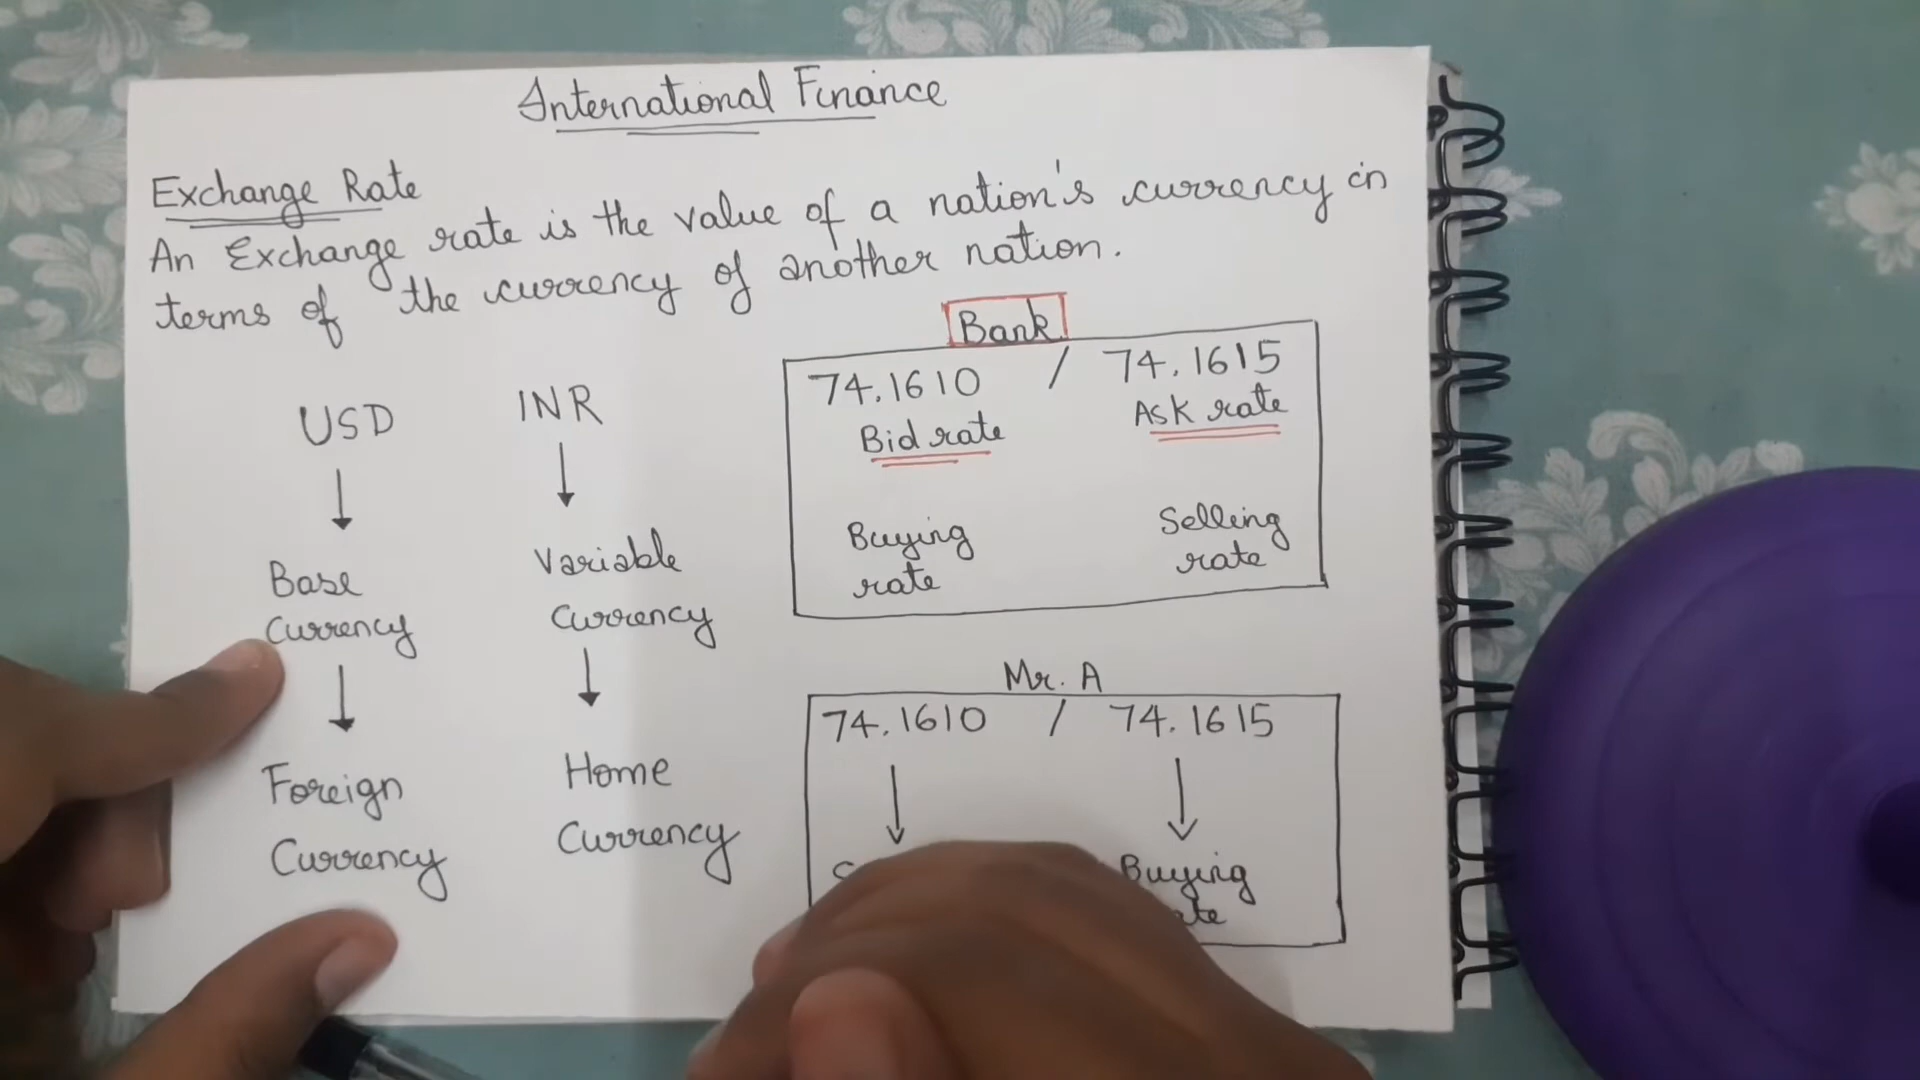 International Finance
Exchange Rate
An Exchange rate is the value of a nation's currency in
terms of the currency of another nation.
USD
INR
Base
Currency
Variable
Currency
Foreign
Currency
Home
Currency
Bank
74.1610 / 74.1615
Bid rate
Ask rate
Buying
rate
Selling
rate
Mr. A
74.1610 / 74.1615
Buying